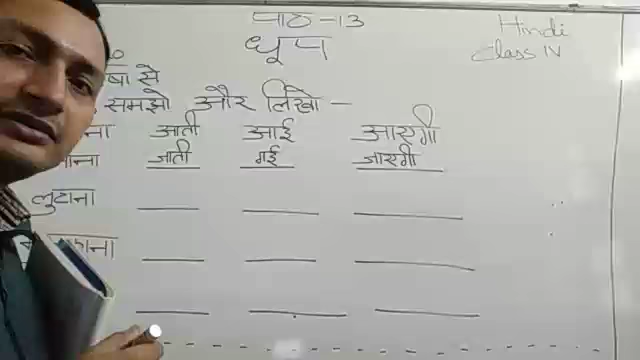 पाठ-13 Hindi
धूप Class IV
से
समझो और लिखो-
आती आई आएगी
जाती गई जाएगी
लुटाना